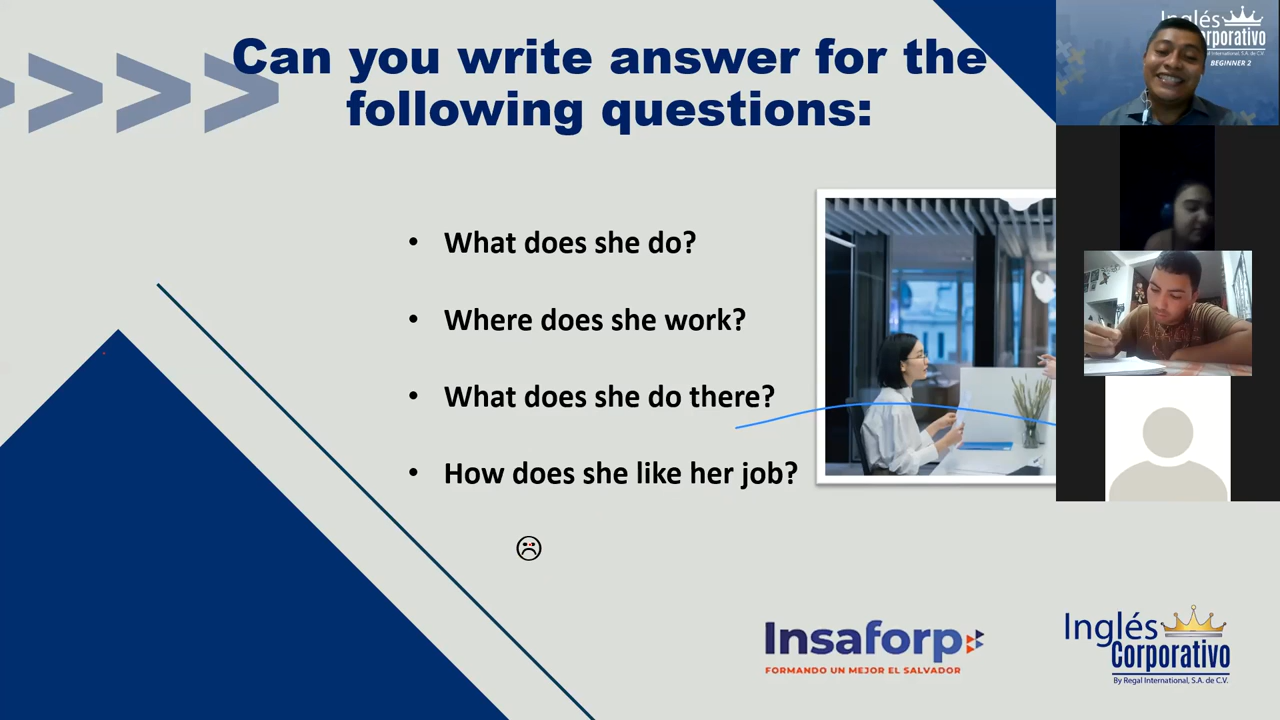 Can you write answer for the
following questions:
• What does she do?
• Where does she work?
• What does she do there?
• How does she like her job?
Insaforp
FORMANDO UN MEJOR EL SALVADOR
Inglés
Corporativo
By Regal International, S.A. de C.V.
BEGINNER 2